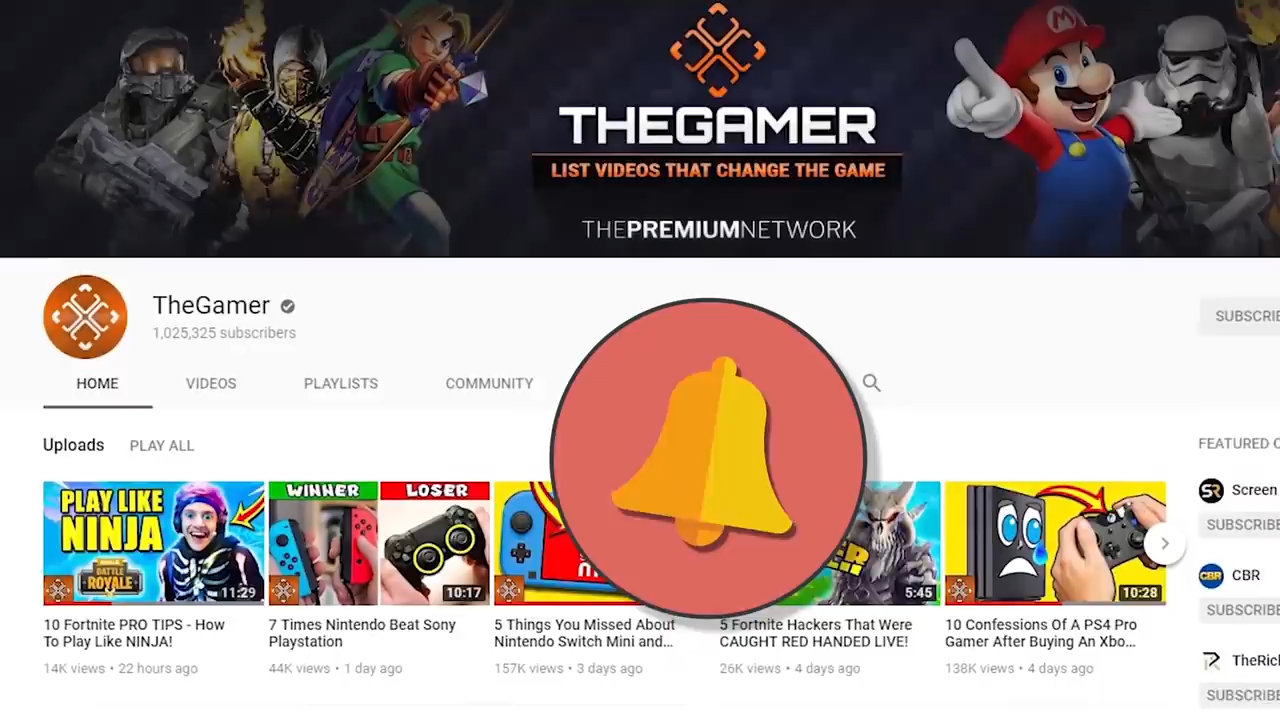 THEGAMER
LIST VIDEOS THAT CHANGE THE GAME
THEPREMIUMNETWORK
TheGamer
1,025,325 subscribers
SUBSCRIBE
HOME
VIDEOS
PLAYLISTS
COMMUNITY
Uploads
PLAY ALL
FEATURED C
PLAY LIKE
NINJA
BATTLE
ROYALE
11:29
WINNER
LOSER
10:17
5:45
10:28
10 Fortnite PRO TIPS - How
To Play Like NINJA!
14K views • 22 hours ago
7 Times Nintendo Beat Sony
Playstation
44K views • 1 day ago
5 Things You Missed About
Nintendo Switch Mini and...
157K views • 3 days ago
5 Fortnite Hackers That Were
CAUGHT RED HANDED LIVE!
26K views • 4 days ago
10 Confessions Of A PS4 Pro
Gamer After Buying An Xbo...
138K views • 4 days ago
SR
Screen
SUBSCRIBE
CBR
CBR
SUBSCRIBE
TheRich
SUBSCRIBE